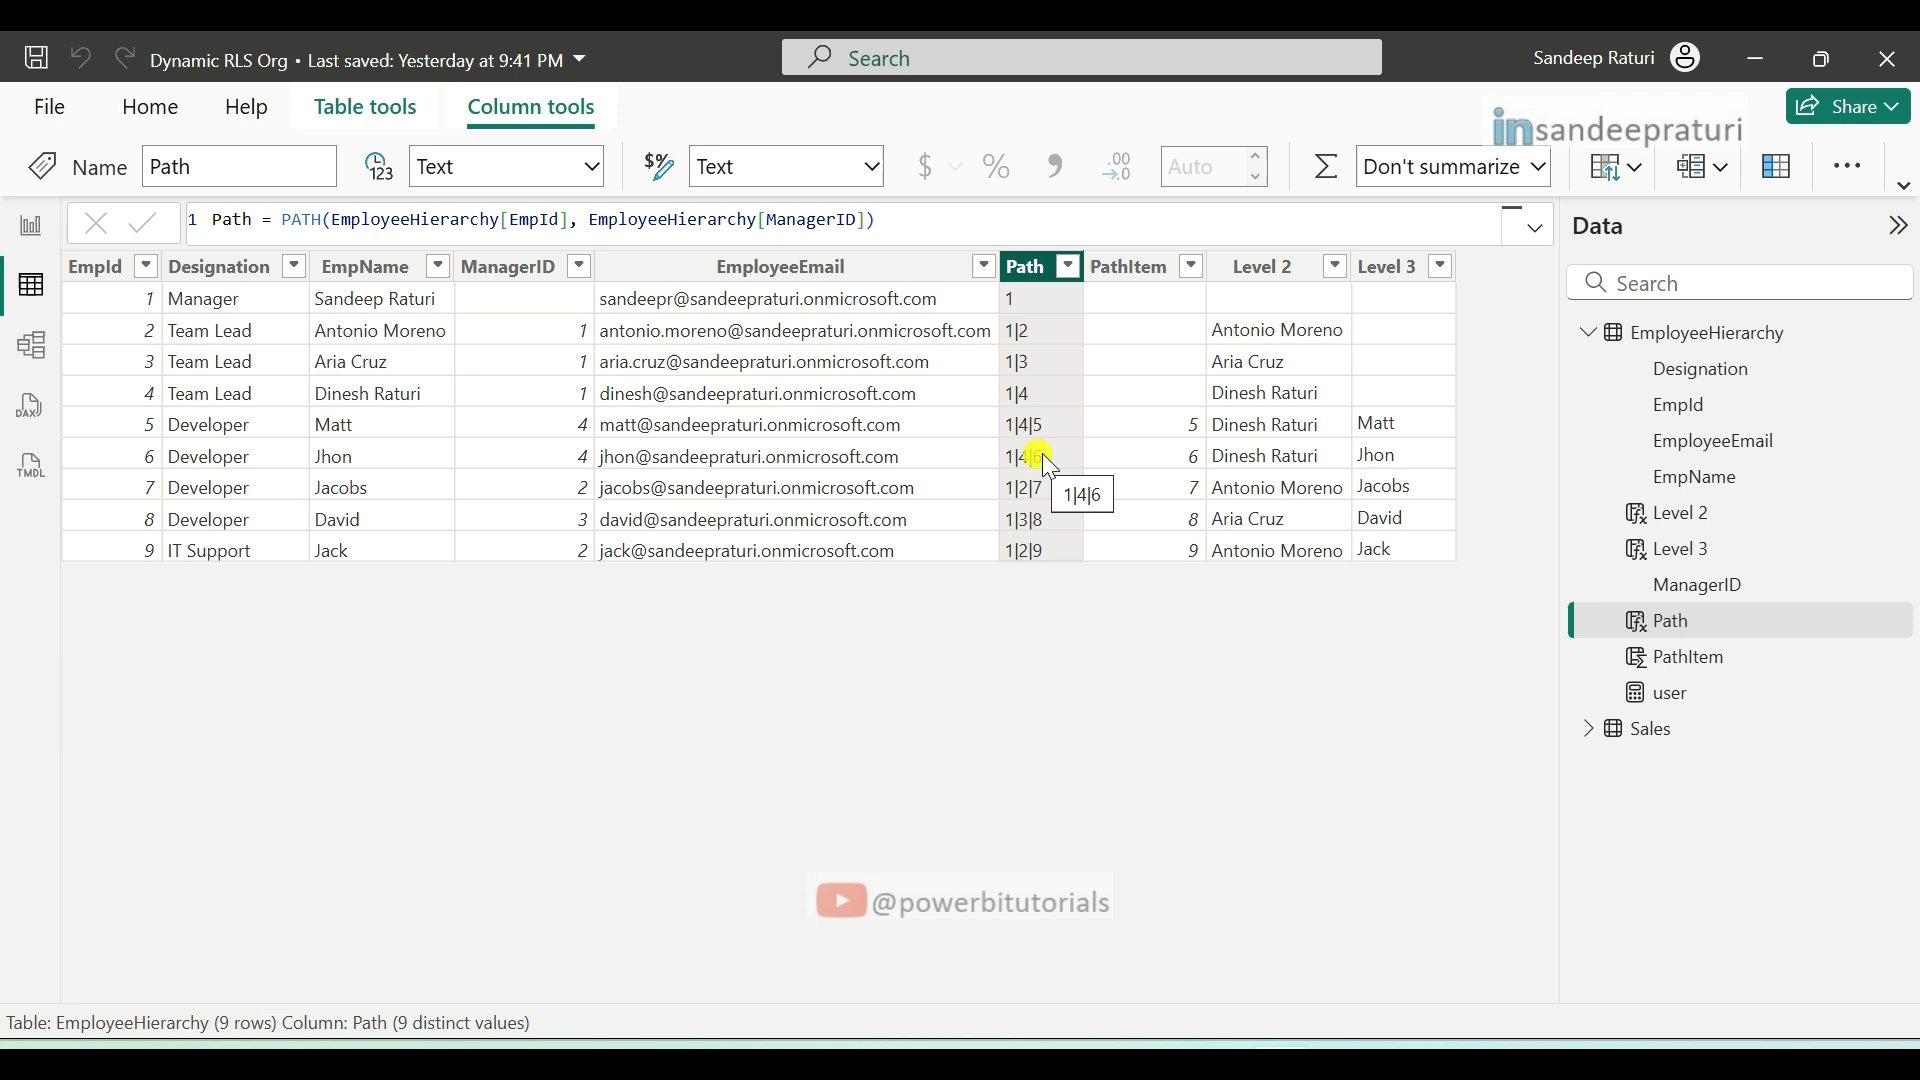 Dynamic RLS Org • Last saved: Yesterday at 9:41 PM
Search
Sandeep Raturi
File Home Help Table tools Column tools
Share
insandeepraturi
Name Path Text Text $ % 9 .00 →.0 Auto Σ Don't summarize
1 Path = PATH(EmployeeHierarchy[EmpId], EmployeeHierarchy[ManagerID])
EmpId Designation EmpName ManagerID EmployeeEmail Path PathItem Level 2 Level 3
1 Manager Sandeep Raturi sandeepr@sandeepraturi.onmicrosoft.com 1
2 Team Lead Antonio Moreno 1 antonio.moreno@sandeepraturi.onmicrosoft.com 1|2 Antonio Moreno
3 Team Lead Aria Cruz 1 aria.cruz@sandeepraturi.onmicrosoft.com 1|3 Aria Cruz
4 Team Lead Dinesh Raturi 1 dinesh@sandeepraturi.onmicrosoft.com 1|4 Dinesh Raturi
5 Developer Matt 4 matt@sandeepraturi.onmicrosoft.com 1|4|5 5 Dinesh Raturi Matt
6 Developer Jhon 4 jhon@sandeepraturi.onmicrosoft.com 1|4|6 6 Dinesh Raturi Jhon
7 Developer Jacobs 2 jacobs@sandeepraturi.onmicrosoft.com 1|2|7 7 Antonio Moreno Jacobs
1|4|6
8 Developer David 3 david@sandeepraturi.onmicrosoft.com 1|3|8 8 Aria Cruz David
9 IT Support Jack 2 jack@sandeepraturi.onmicrosoft.com 1|2|9 9 Antonio Moreno Jack
DAX
TMDL
Data
Search
EmployeeHierarchy
Designation
EmpId
EmployeeEmail
EmpName
Level 2
Level 3
ManagerID
Path
PathItem
user
Sales
@powerbitutorials
Table: EmployeeHierarchy (9 rows) Column: Path (9 distinct values)